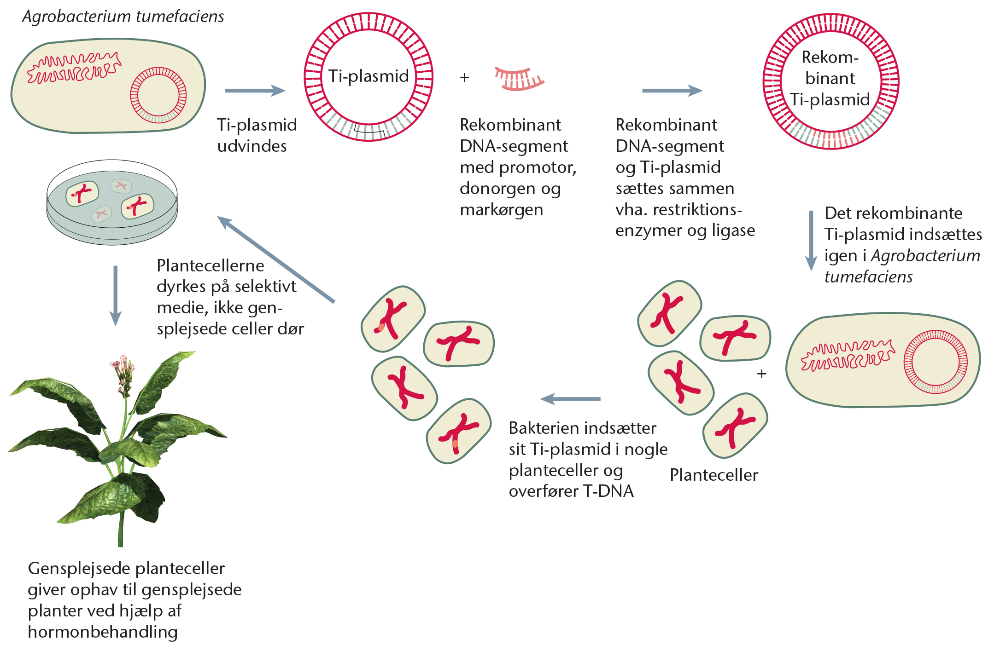 Agrobacterium tumefaciens
Ti-plasmid
udvindes
Ti-plasmid
+
Rekombinant
DNA-segment
med promotor,
donorgen og
markørgen
Rekombinant
DNA-segment
og Ti-plasmid
sættes sammen
vha. restriktions-
enzymer og ligase
Rekom-
binant
Ti-plasmid
Det rekombinante
Ti-plasmid indsættes
igen i Agrobacterium
tumefaciens
+
Planteceller
Bakterien indsætter
sit Ti-plasmid i nogle
planteceller og
overfører T-DNA
Plantecellerne
dyrkes på selektivt
medie, ikke gen-
splejsede celler dør
Gensplejsede planteceller
giver ophav til gensplejsede
planter ved hjælp af
hormonbehandling